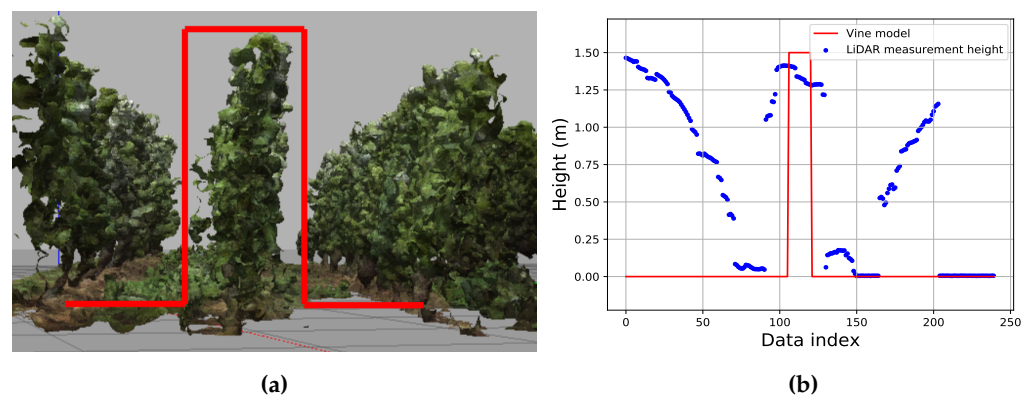 Vine model
LiDAR measurement height
1.50
1.25
1.00
0.75
0.50
0.25
0.00
Height (m)
0 50 100 150 200 250
Data index
(a) (b)